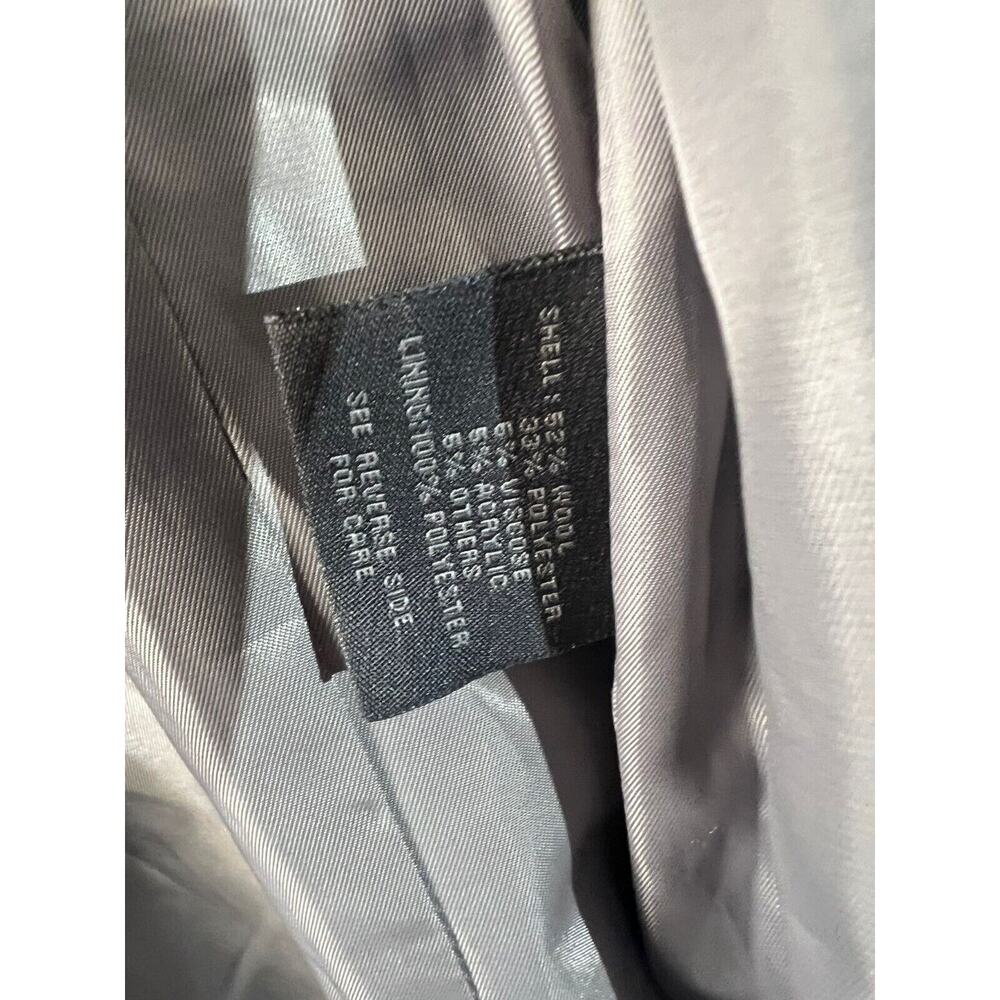 SHELL: 52% WOOL
33% POLYESTER
5% VISCOSE
5% ACRYLIC
5% OTHERS
LINING:100% POLYESTER
SEE REVERSE SIDE
FOR CARE